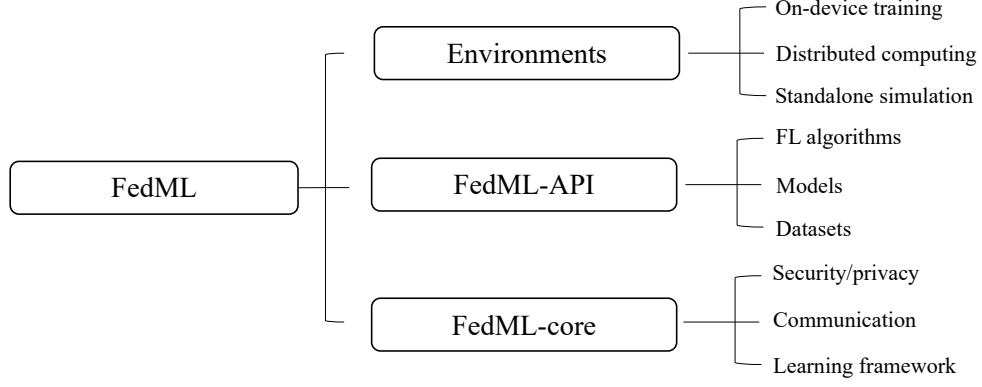 FedML
Environments
On-device training
Distributed computing
Standalone simulation
FedML-API
FL algorithms
Models
Datasets
FedML-core
Security/privacy
Communication
Learning framework